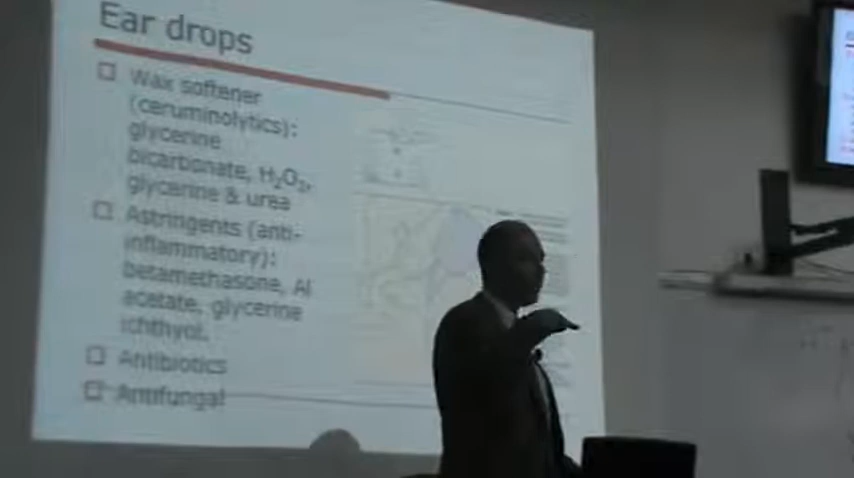 Ear drops
Wax softener
(ceruminolytics):
glycerine
bicarbonate, H₂O₂,
glycerine & urea
Astringents (anti-
inflammatory):
betamethasone, Al
acetate, glycerine
ichthyol.
Antibiotics
Antifungal